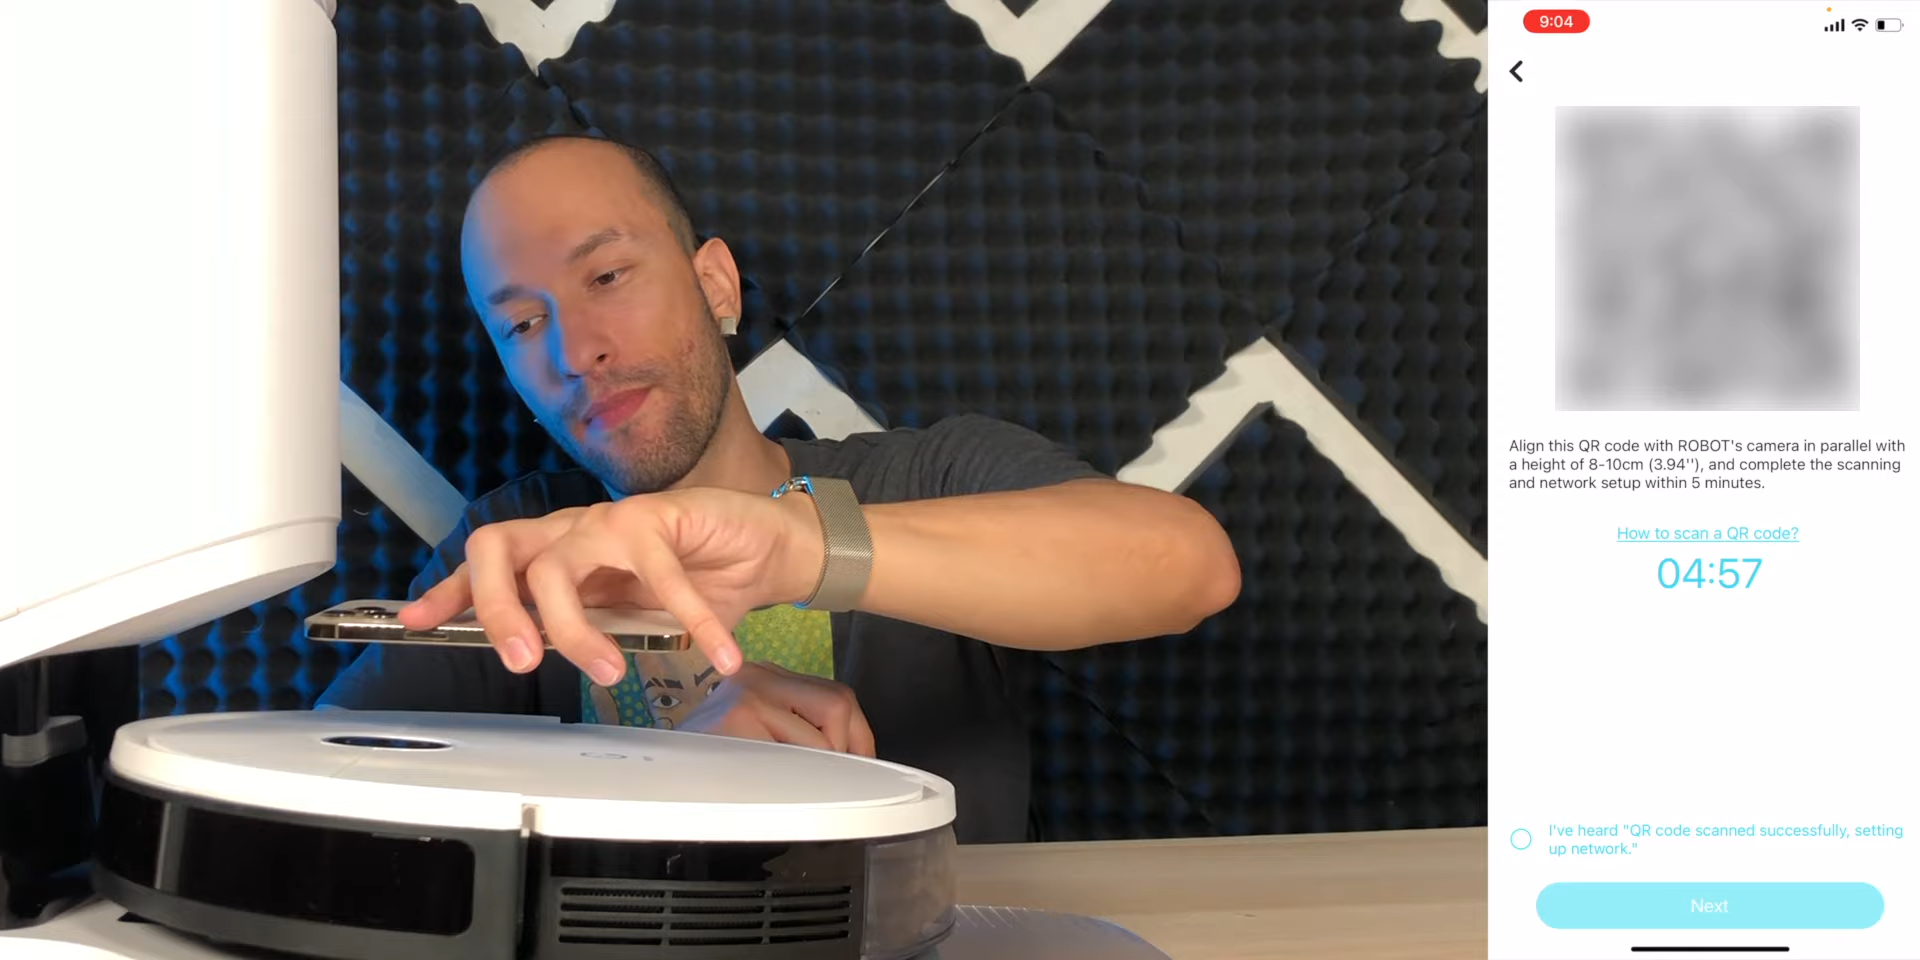 9:04
Align this QR code with ROBOT's camera in parallel with
a height of 8-10cm (3.94''), and complete the scanning
and network setup within 5 minutes.
How to scan a QR code?
04:57
I've heard "QR code scanned successfully, setting
up network."
Next